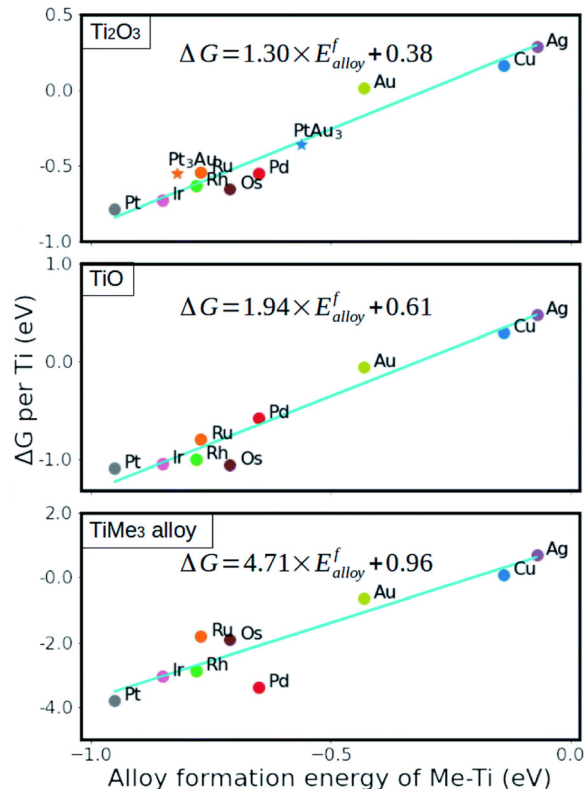 Ti₂O₃
ΔG=1.30×E^f_alloy+0.38
0.5
0.0
-0.5
-1.0
Ag
Cu
Au
PtAu₃
Pt₃Au
Ru
Pd
Rh
Os
Ir
Pt
TiO
ΔG=1.94×E^f_alloy+0.61
1.0
0.0
-1.0
Ag
Cu
Au
Pd
Ru
Rh
Os
Ir
Pt
TiMe₃ alloy
ΔG=4.71×E^f_alloy+0.96
2.0
-0.0
-2.0
-4.0
Ag
Cu
Au
Ru
Os
Ir
Rh
Pd
Pt
ΔG per Ti (eV)
−1.0
−0.5
0.0
Alloy formation energy of Me-Ti (eV)